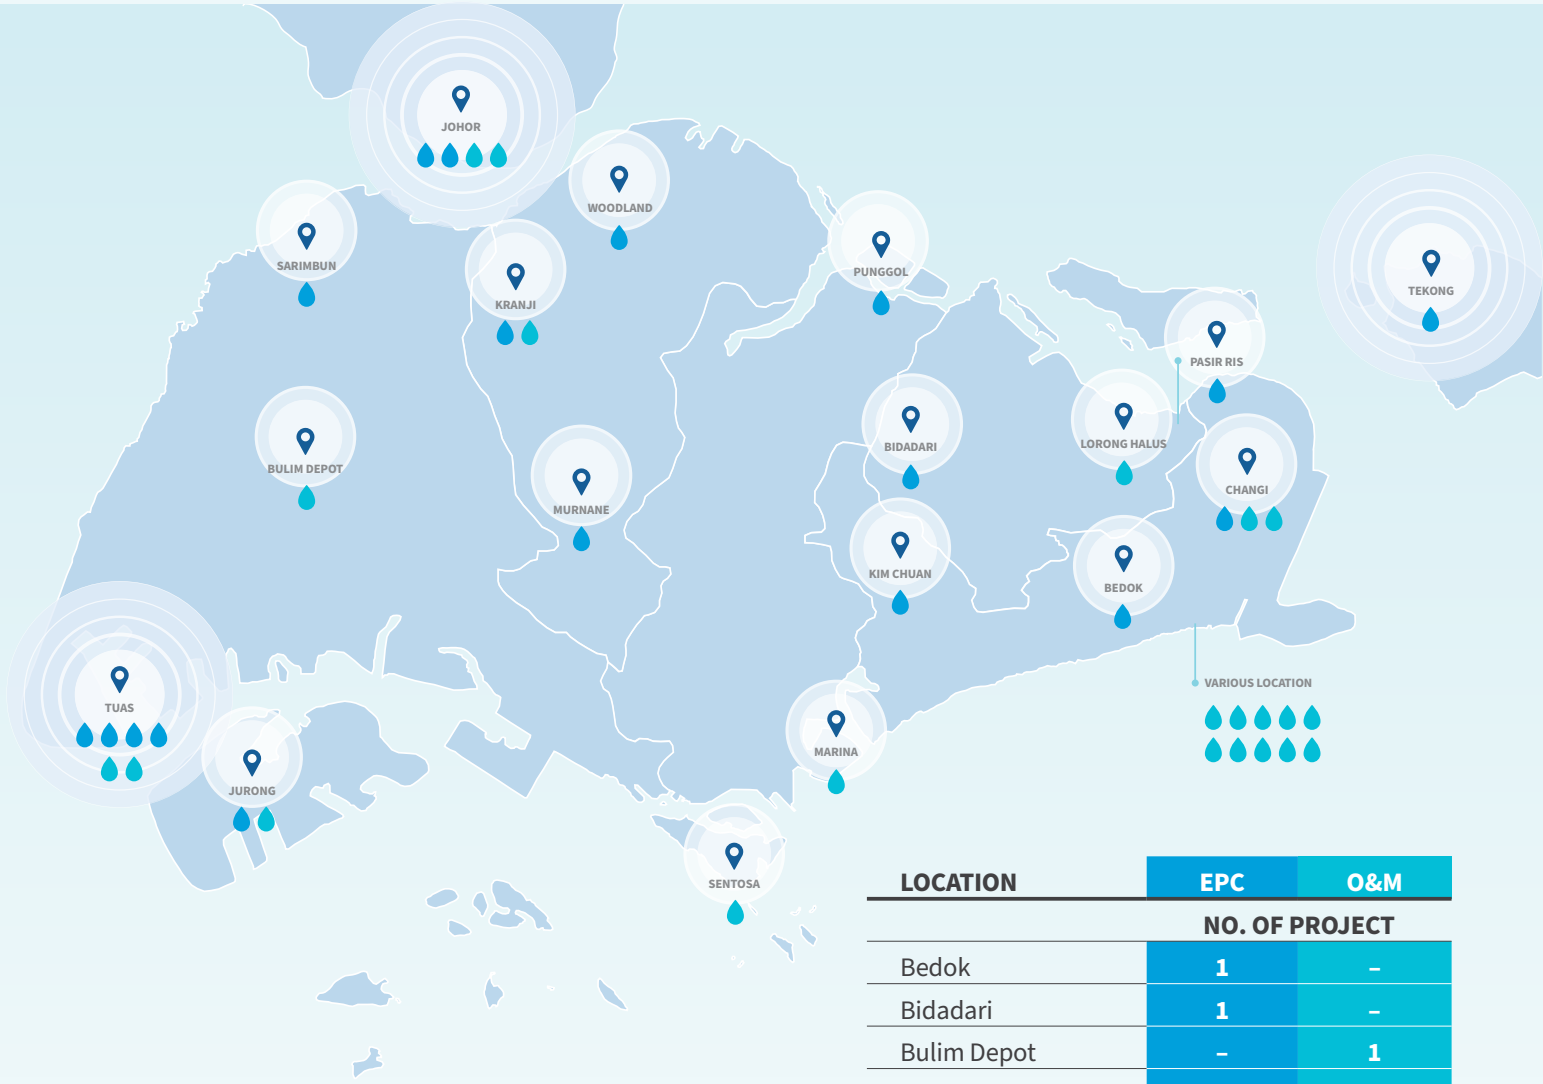 JOHOR
WOODLAND
SARIMBUN
PUNGGOL
TEKONG
KRANJI
PASIR RIS
BIDADARI
LORONG HALUS
BULIM DEPOT
CHANGI
MURNANE
KIM CHUAN
BEDOK
VARIOUS LOCATION
TUAS
MARINA
JURONG
SENTOSA
LOCATION EPC O&M
NO. OF PROJECT
Bedok 1 –
Bidadari 1 –
Bulim Depot – 1